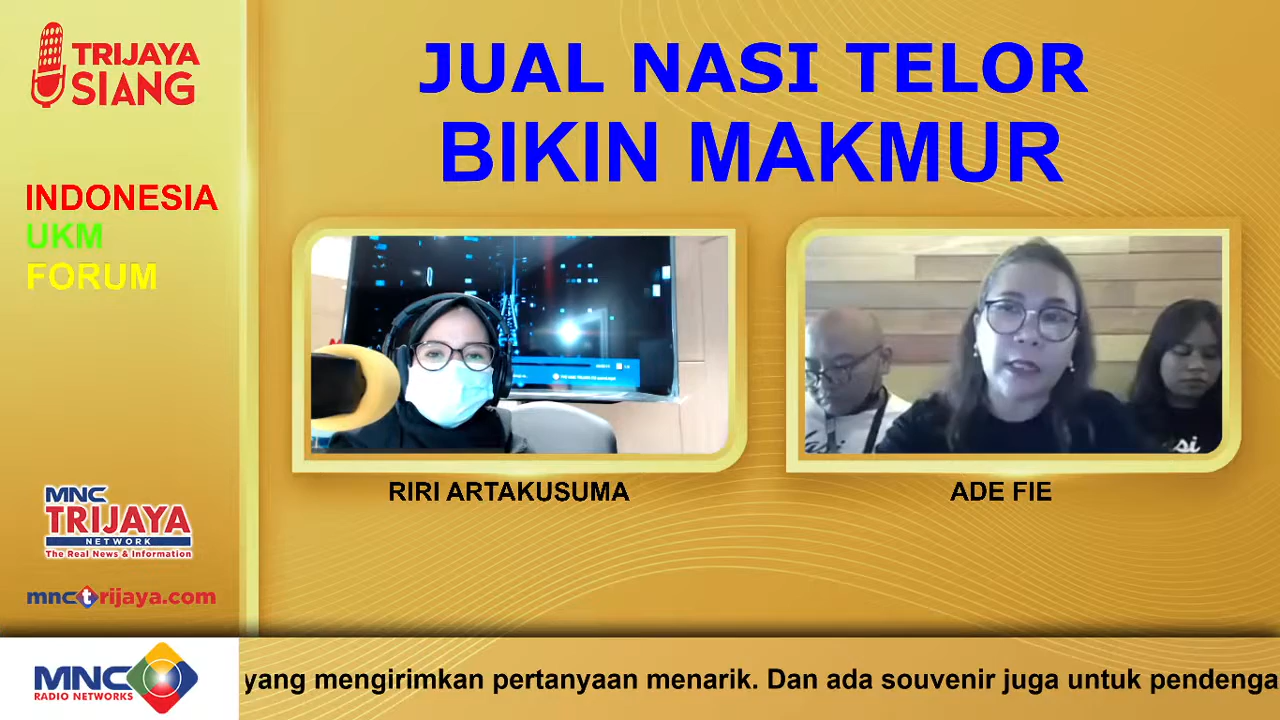 TRIJAYA
SIANG
INDONESIA
UKM
FORUM
JUAL NASI TELOR
BIKIN MAKMUR
RIRI ARTAKUSUMA
ADE FIE
MNC
TRIJAYA
NETWORK
The Real News & Information
mnctrijaya.com
MNC
RADIO NETWORKS
yang mengirimkan pertanyaan menarik. Dan ada souvenir juga untuk pendenga